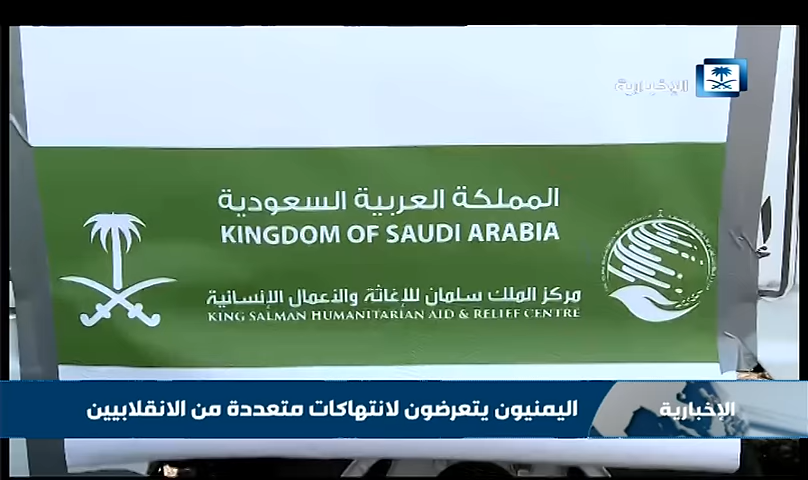 الإخبارية
المملكة العربية السعودية
KINGDOM OF SAUDI ARABIA
مركز الملك سلمان للإغاثة والأعمال الإنسانية
KING SALMAN HUMANITARIAN AID & RELIEF CENTRE
الإخبارية
اليمنيون يتعرضون لانتهاكات متعددة من الانقلابيين